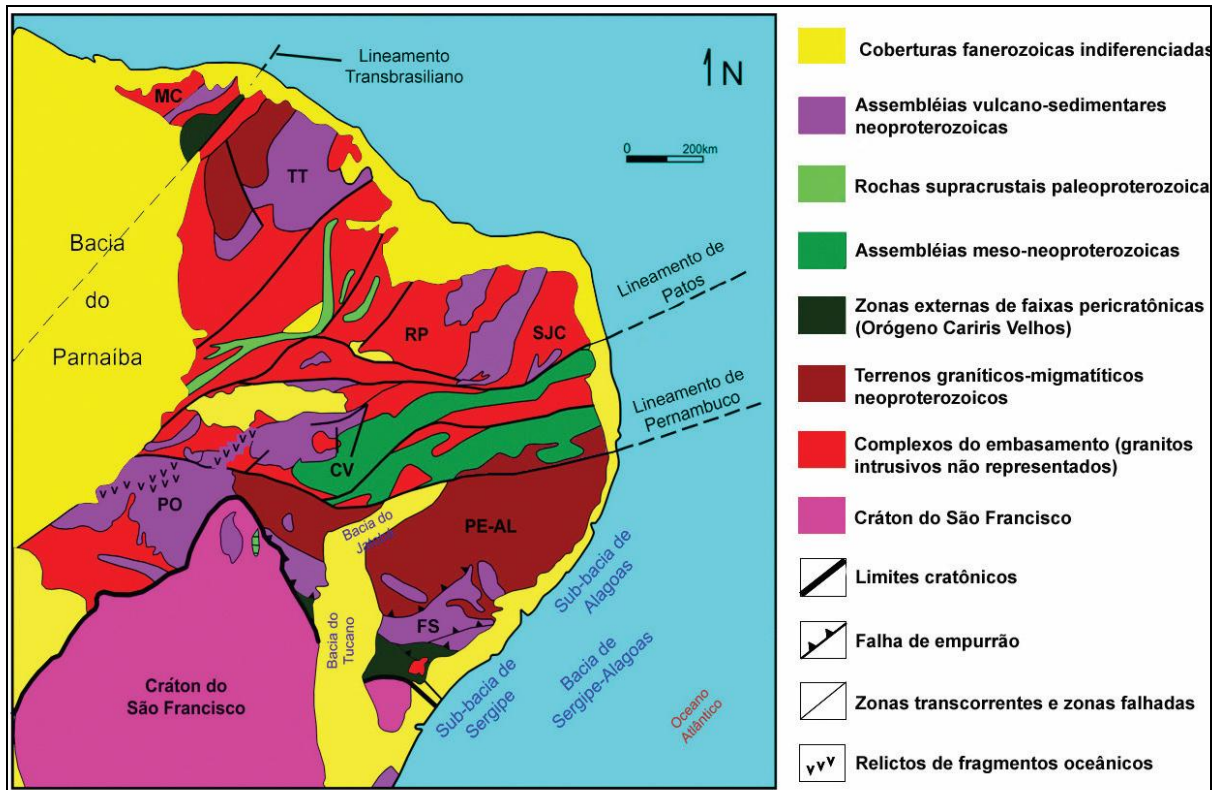 Lineamento
Transbrasiliano
N
MC
0 200km
TT
Bacia
do
Parnaíba
Lineamento de
Patos
RP
SJC
Lineamento de
Pernambuco
CV
PO
PE-AL
Bacia do
Sub-bacia de
Alagoas
FS
Bacia do
Tucano
Cráton do
São Francisco
Sub-bacia de
Sergipe
Bacia de
Sergipe-Alagoas
Oceano
Atlântico
Coberturas fanerozoicas indiferenciadas
Assembléias vulcano-sedimentares
neoproterozoicas
Rochas supracrustais paleoproterozoica
Assembléias meso-neoproterozoicas
Zonas externas de faixas pericratônicas
(Orógeno Cariris Velhos)
Terrenos graníticos-migmatíticos
neoproterozoicos
Complexos do embasamento (granitos
intrusivos não representados)
Cráton do São Francisco
Limites cratônicos
Falha de empurrão
Zonas transcorrentes e zonas falhadas
Relictos de fragmentos oceânicos